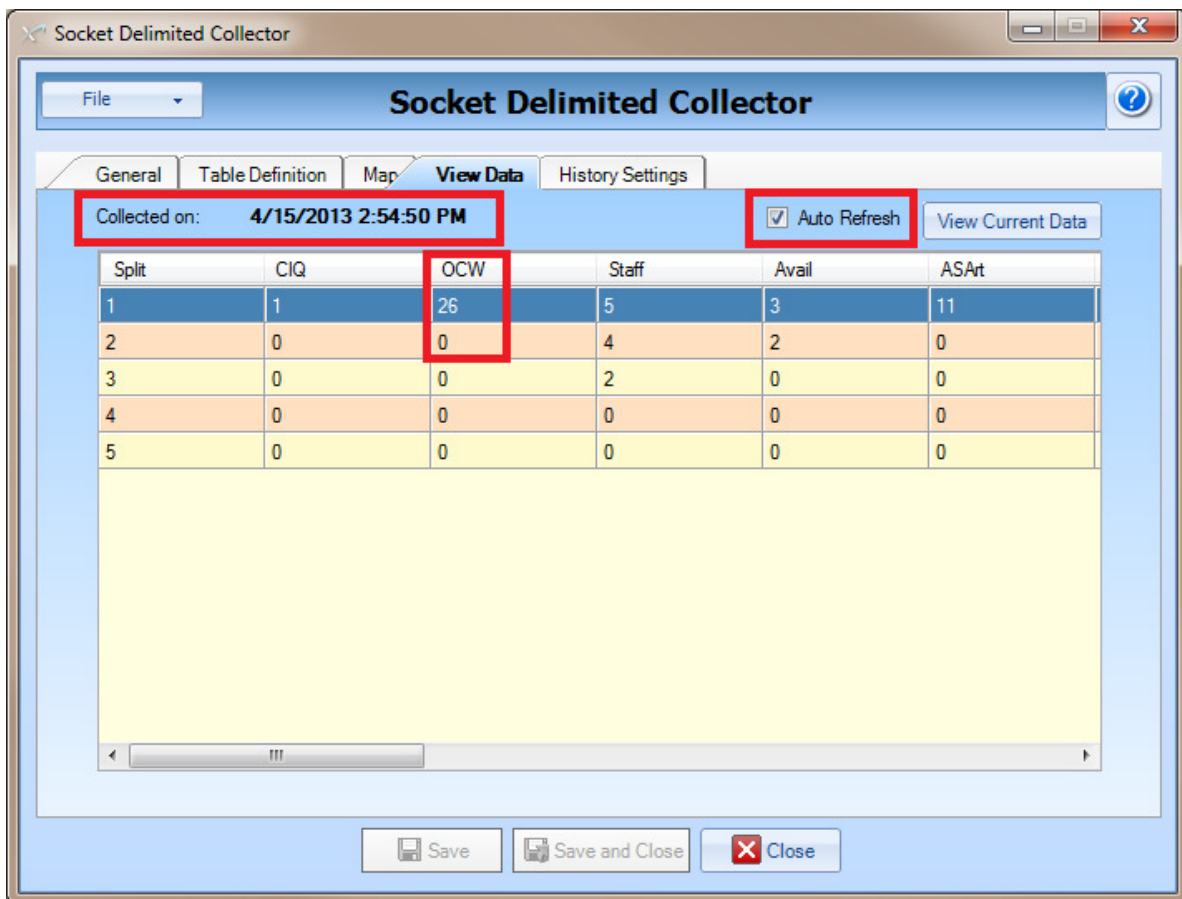 Socket Delimited Collector
File Socket Delimited Collector
General Table Definition Map View Data History Settings
Collected on: 4/15/2013 2:54:50 PM Auto Refresh View Current Data
Split CIQ OCW Staff Avail ASArt
1 1 26 5 3 11
2 0 0 4 2 0
3 0 0 2 0 0
4 0 0 0 0 0
5 0 0 0 0 0
Save Save and Close Close